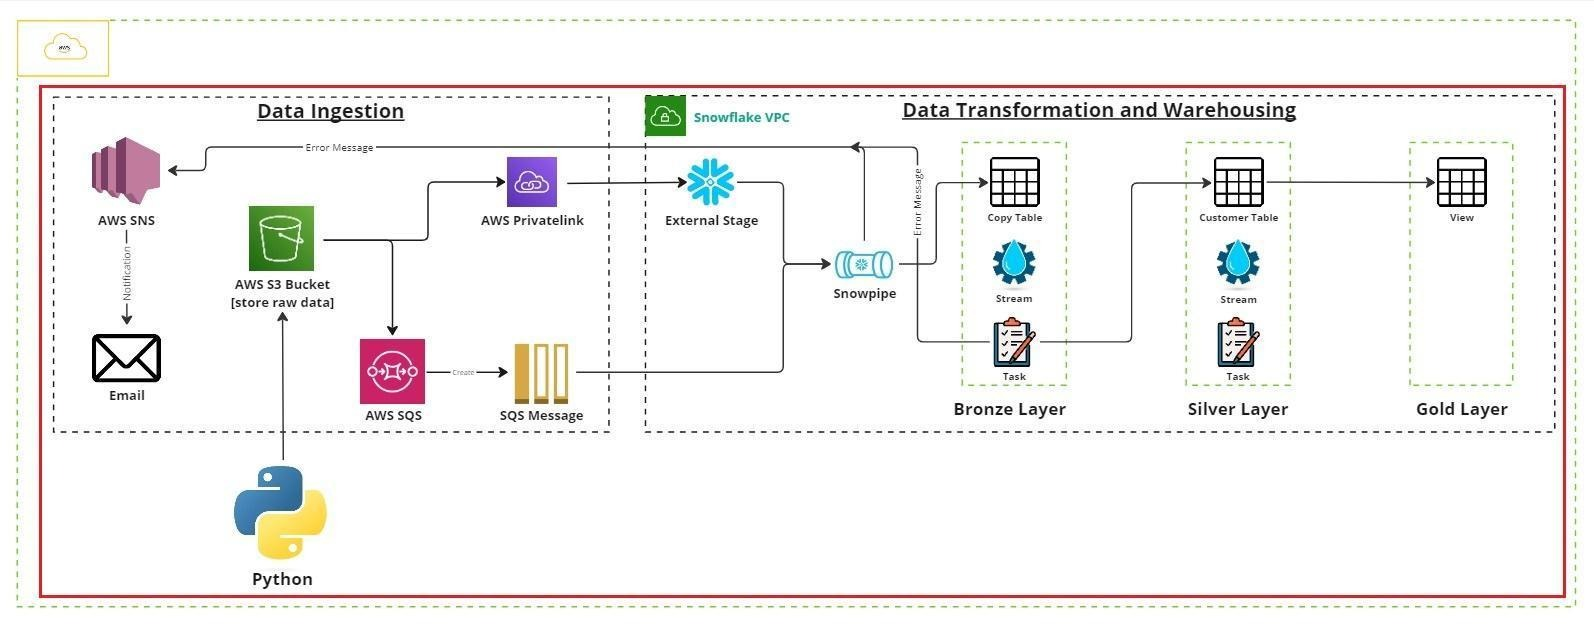 aws
Data Ingestion
Error Message
AWS SNS
Notification
Email
AWS S3 Bucket
[store raw data]
AWS Privatelink
AWS SQS
Create
SQS Message
Python
Snowflake VPC
Data Transformation and Warehousing
External Stage
Snowpipe
Error Message
Copy Table
Stream
Task
Bronze Layer
Customer Table
Stream
Task
Silver Layer
View
Gold Layer